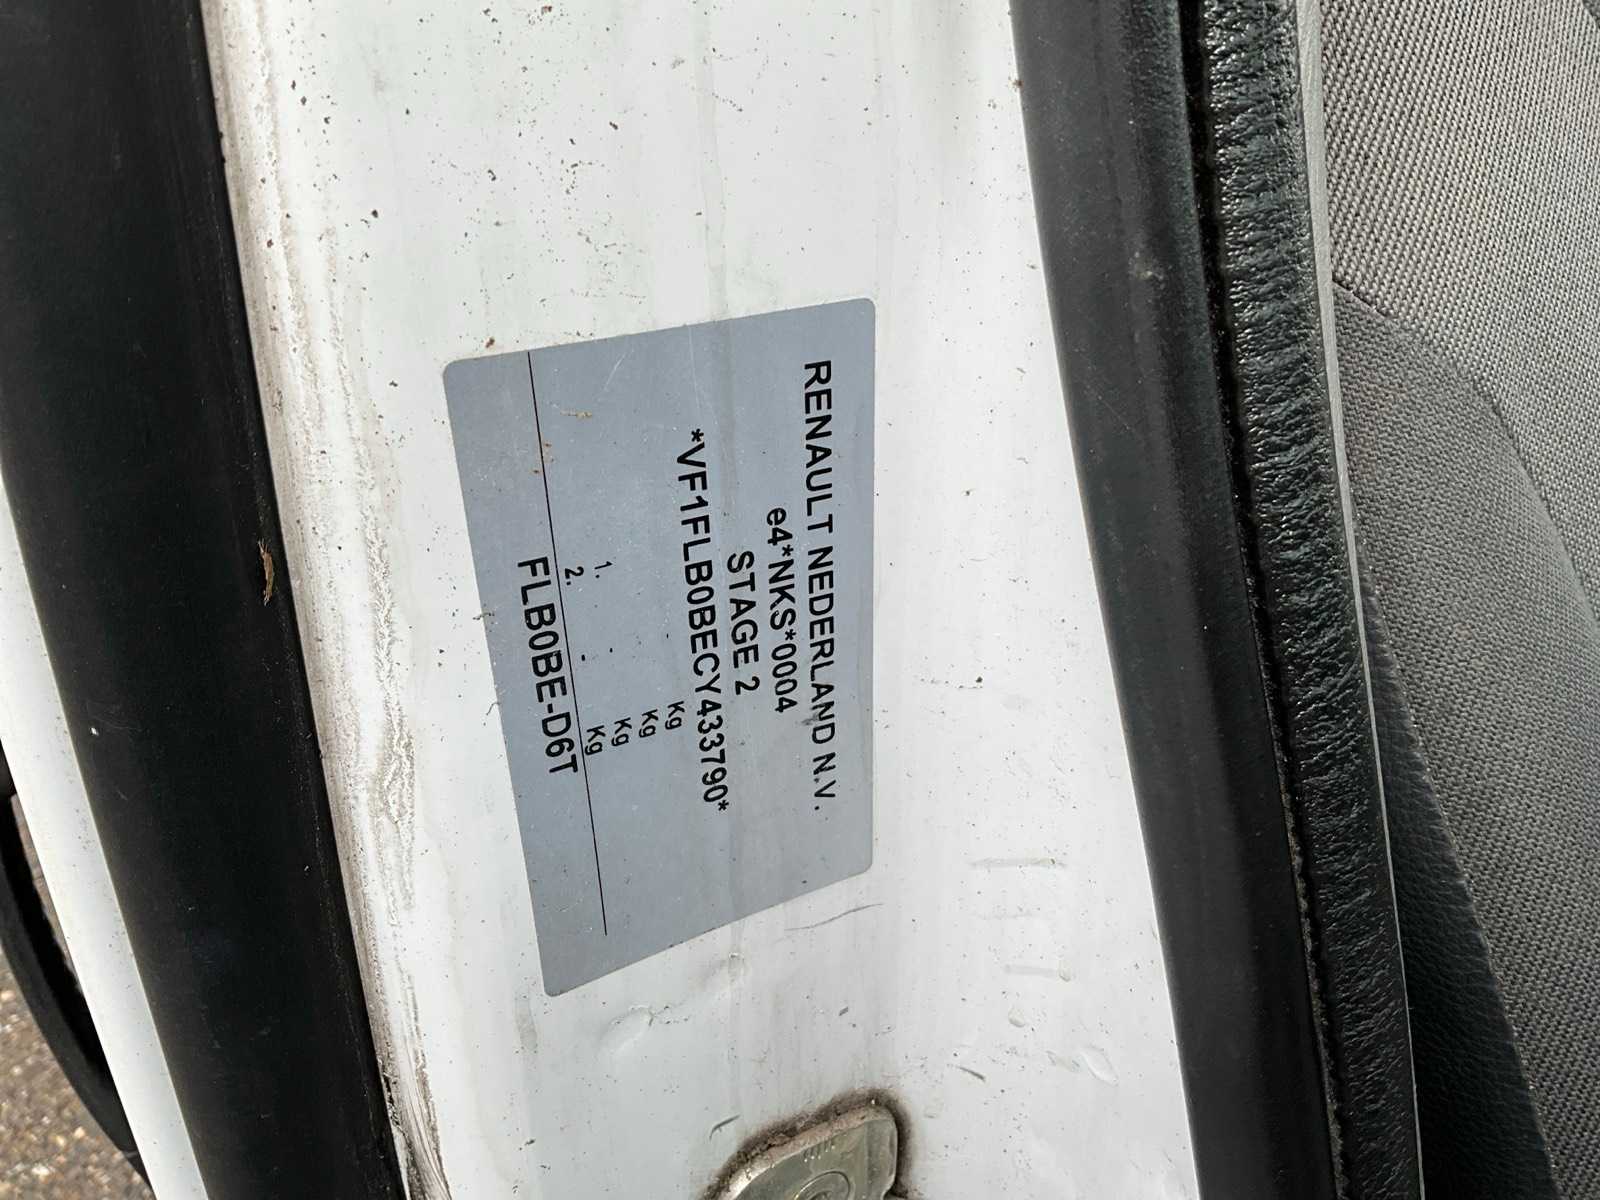 RENAULT NEDERLAND N.V.
e4*NKS*0004
STAGE 2
*VF1FLB0BECY433790*
Kg
Kg
1. - Kg
2. - Kg
FLB0BE-D6T